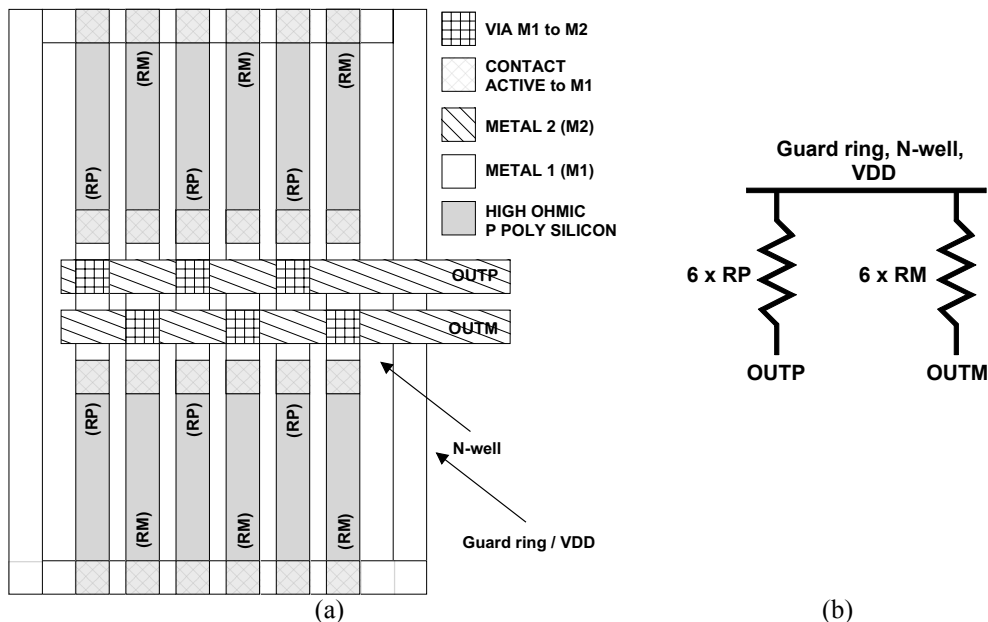 VIA M1 to M2
CONTACT
ACTIVE to M1
METAL 2 (M2)
METAL 1 (M1)
HIGH OHMIC
P POLY SILICON
(RM)
(RM)
(RM)
(RP)
(RP)
(RP)
OUTP
OUTM
(RP)
(RP)
(RP)
(RM)
(RM)
(RM)
N-well
Guard ring / VDD
(a)
Guard ring, N-well,
VDD
6 x RP
6 x RM
OUTP
OUTM
(b)